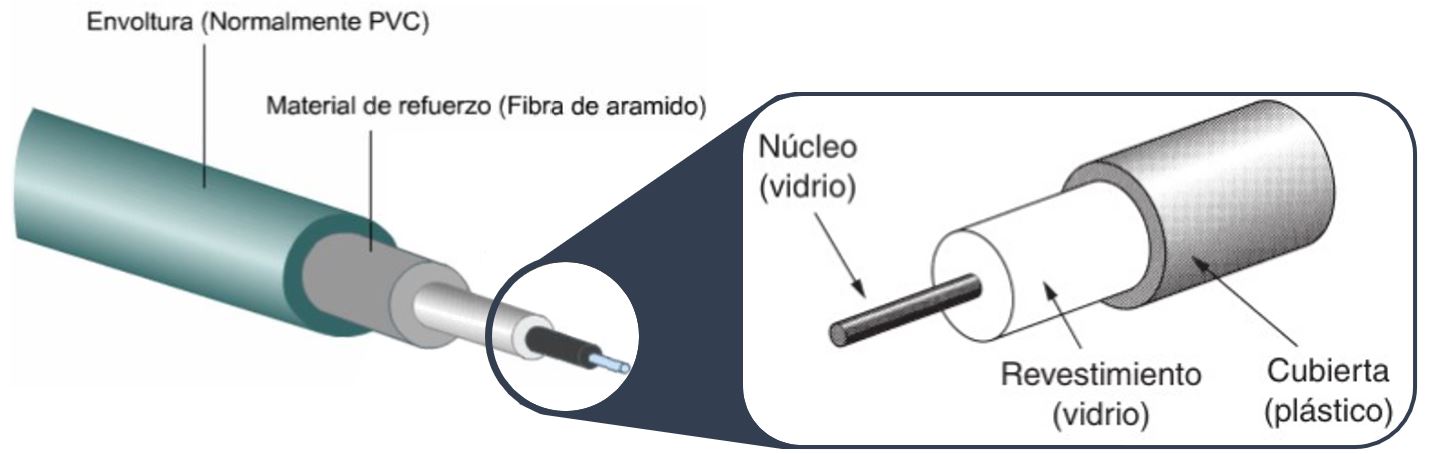 Envoltura (Normalmente PVC)
Material de refuerzo (Fibra de aramido)
Núcleo
(vidrio)
Revestimiento
(vidrio)
Cubierta
(plástico)